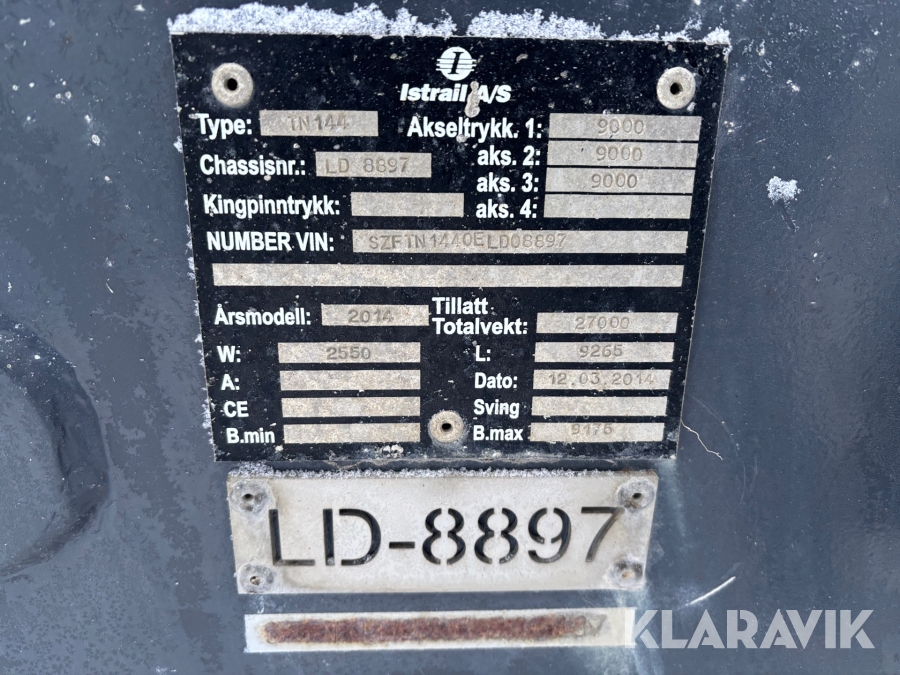 Istrail A/S
Type: TN144 Akseltrykk. 1: 9000
Chassisnr.: LD 8897 aks. 2: 9000
aks. 3: 9000
Kingpinntrykk: aks. 4:
NUMBER VIN: SZFTN1440ELD08897
Årsmodell: 2014 Tillatt Totalvekt: 27000
W: 2550 L: 9265
A: Dato: 12.03.2014
CE Sving
B.min B.max 9175
LD-8897
KLARAVIK